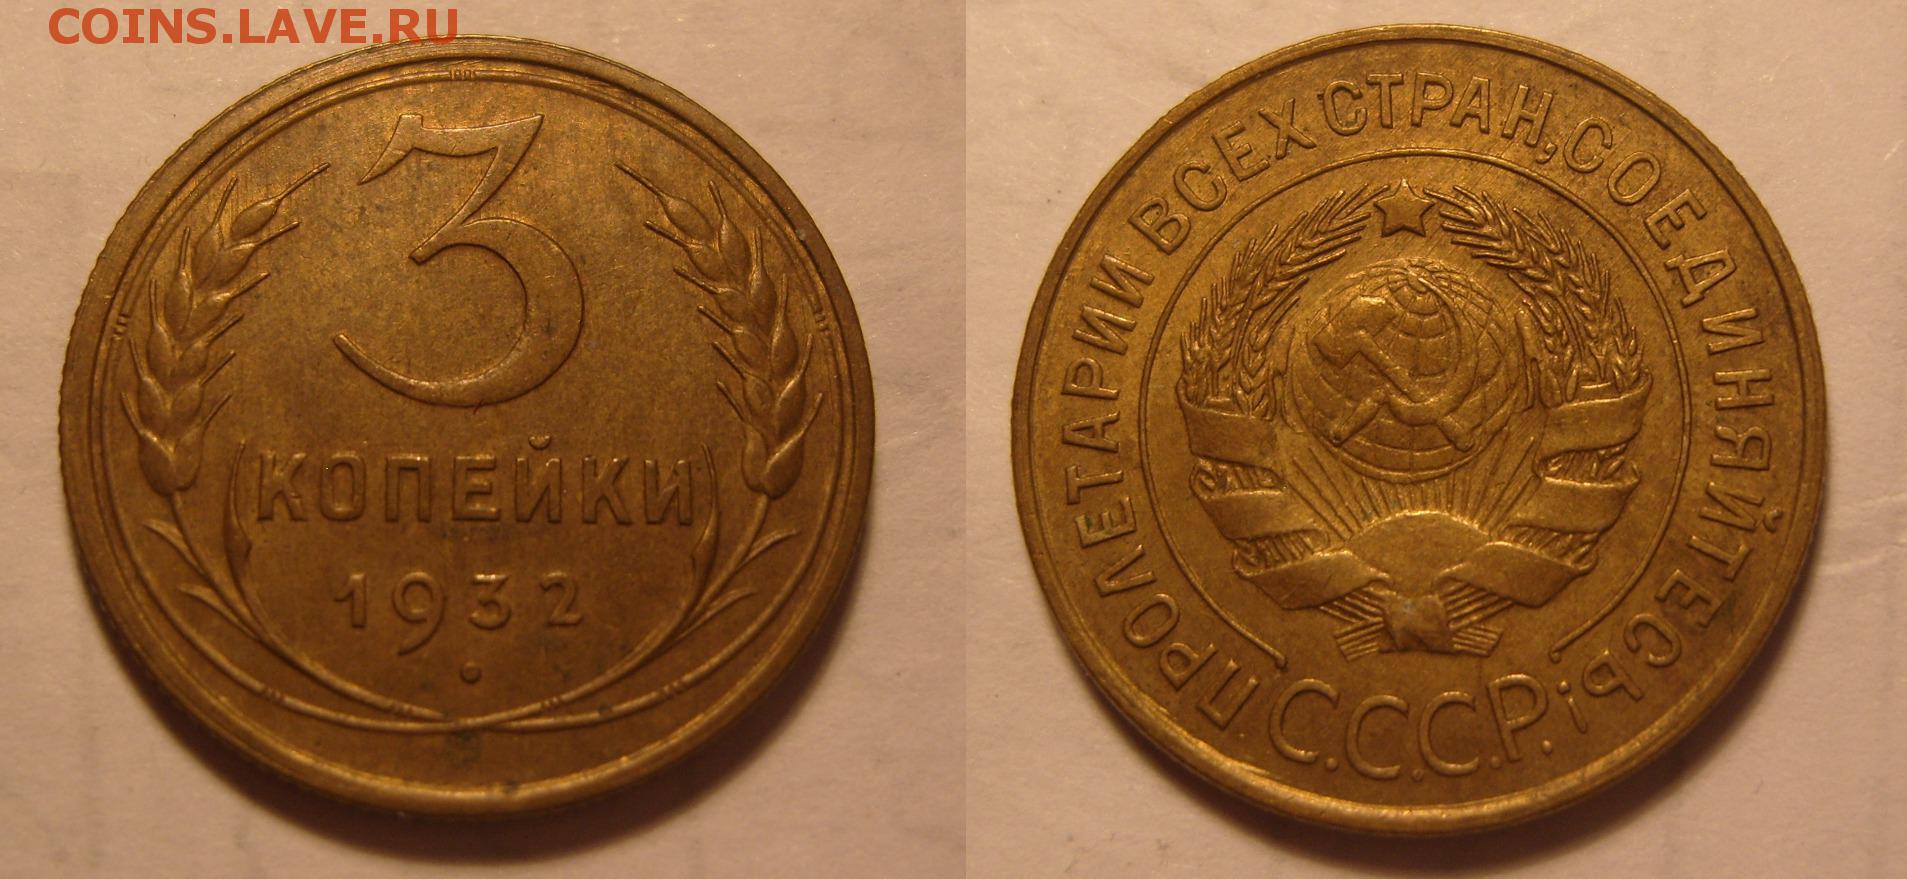 COINS.LAVE.RU
3
КОПЕЙКИ
1932
ПРОЛЕТАРИИ ВСЕХ СТРАН, СОЕДИНЯЙТЕСЬ!
С.С.С.Р.